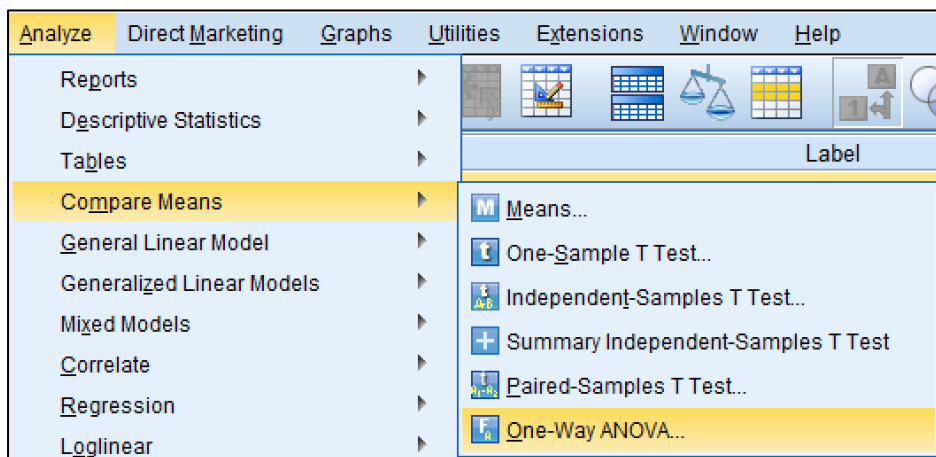 Analyze Direct Marketing Graphs Utilities Extensions Window Help
Reports
Descriptive Statistics
Tables
Compare Means
General Linear Model
Generalized Linear Models
Mixed Models
Correlate
Regression
Loglinear
A
1
Label
M Means...
t One-Sample T Test...
Independent-Samples T Test...
Summary Independent-Samples T Test
Paired-Samples T Test...
One-Way ANOVA...